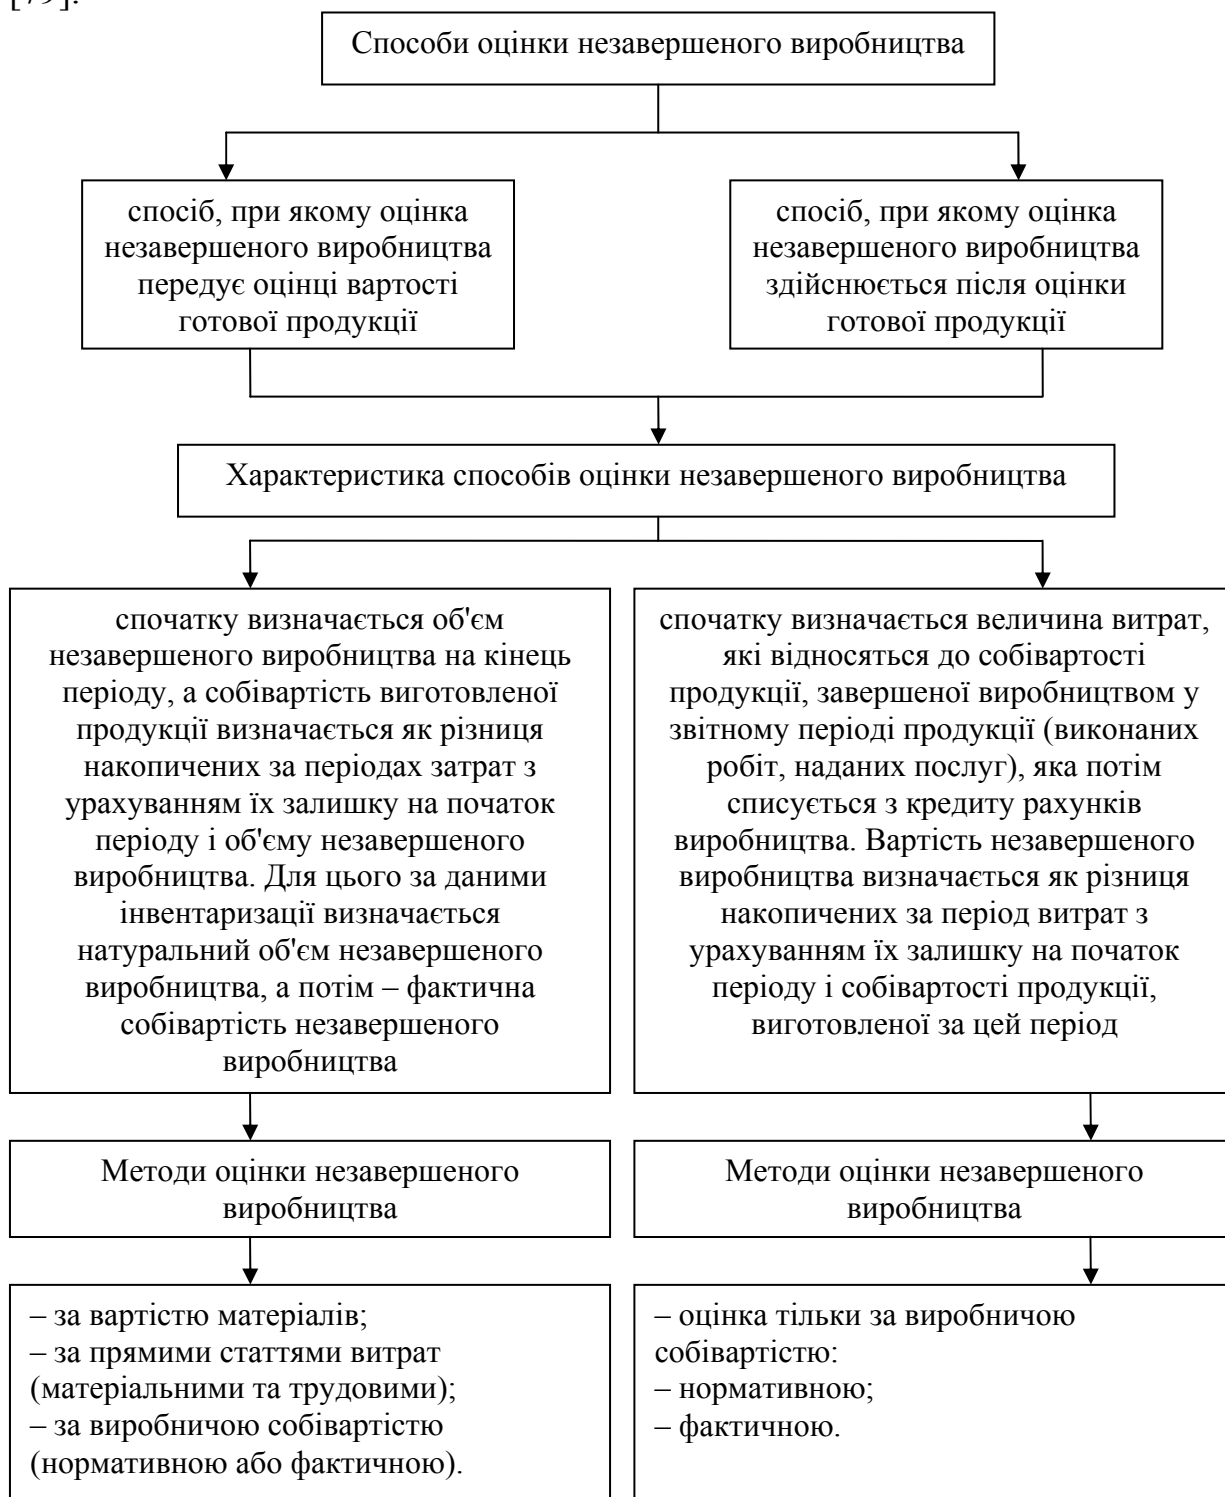 [79].
Способи оцінки незавершеного виробництва
спосіб, при якому оцінка
незавершеного виробництва
передує оцінці вартості
готової продукції
спосіб, при якому оцінка
незавершеного виробництва
здійснюється після оцінки
готової продукції
Характеристика способів оцінки незавершеного виробництва
спочатку визначається об'єм
незавершеного виробництва на кінець
періоду, а собівартість виготовленої
продукції визначається як різниця
накопичених за періодах затрат з
урахуванням їх залишку на початок
періоду і об'єму незавершеного
виробництва. Для цього за даними
інвентаризації визначається
натуральний об'єм незавершеного
виробництва, а потім – фактична
собівартість незавершеного
виробництва
спочатку визначається величина витрат,
які відносяться до собівартості
продукції, завершеної виробництвом у
звітному періоді продукції (виконаних
робіт, наданих послуг), яка потім
списується з кредиту рахунків
виробництва. Вартість незавершеного
виробництва визначається як різниця
накопичених за період витрат з
урахуванням їх залишку на початок
періоду і собівартості продукції,
виготовленої за цей період
Методи оцінки незавершеного
виробництва
Методи оцінки незавершеного
виробництва
– за вартістю матеріалів;
– за прямими статтями витрат
(матеріальними та трудовими);
– за виробничою собівартістю
(нормативною або фактичною).
– оцінка тільки за виробничою
собівартістю:
– нормативною;
– фактичною.